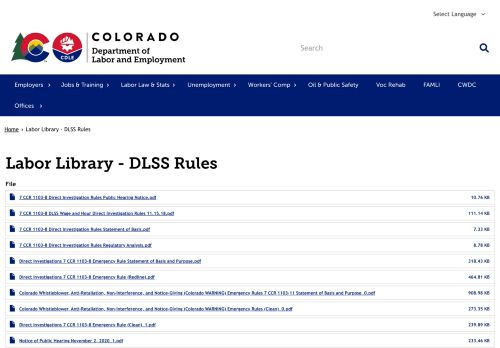 Select Language
COLORADO
Department of
Labor and Employment
CDLE
Search
Employers
Jobs & Training
Labor Law & Stats
Unemployment
Workers' Comp
Oil & Public Safety
Voc Rehab
FAMLI
CWDC
Offices
Home › Labor Library - DLSS Rules
Labor Library - DLSS Rules
File
7 CCR 1103-8 Direct Investigation Rules Public Hearing Notice.pdf 10.76 KB
7 CCR 1103-8 DLSS Wage and Hour Direct Investigation Rules 11.15.18.pdf 111.14 KB
7 CCR 1103-8 Direct Investigation Rules Statement of Basis.pdf 7.33 KB
7 CCR 1103-8 Direct Investigation Rules Regulatory Analysis.pdf 8.78 KB
Direct Investigations 7 CCR 1103-8 Emergency Rule Statement of Basis and Purpose.pdf 318.43 KB
Direct Investigations 7 CCR 1103-8 Emergency Rule (Redline).pdf 464.81 KB
Colorado Whistleblower, Anti-Retaliation, Non-Interference, and Notice-Giving (Colorado WARNING) Emergency Rules 7 CCR 1103-11 Statement of Basis and Purpose_0.pdf 908.98 KB
Colorado Whistleblower, Anti-Retaliation, Non-Interference, and Notice-Giving (Colorado WARNING) Emergency Rules (Clean)_0.pdf 273.35 KB
Direct Investigations 7 CCR 1103-8 Emergency Rule (Clean)_1.pdf 239.89 KB
Notice of Public Hearing November 2, 2020_1.pdf 233.46 KB